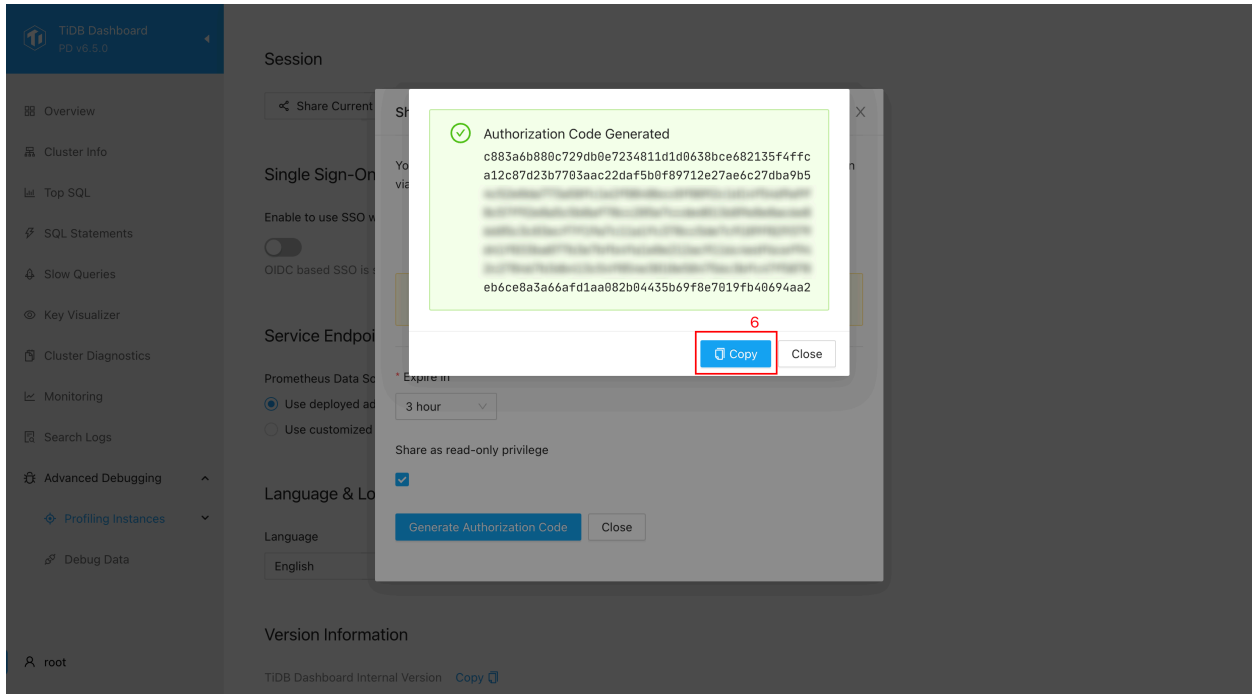 TiDB Dashboard
PD v6.5.0
Overview
Cluster Info
Top SQL
SQL Statements
Slow Queries
Key Visualizer
Cluster Diagnostics
Monitoring
Search Logs
Advanced Debugging
Profiling Instances
Debug Data
root
Session
Share Current
Single Sign-On
Enable to use SSO w
OIDC based SSO is
Service Endpoi
Prometheus Data So
Use deployed ad
Use customized
Language & Lo
Language
English
Version Information
TiDB Dashboard Internal Version Copy
Sh
Yo
n
via
* Expire in
3 hour
Share as read-only privilege
Generate Authorization Code
Close
Authorization Code Generated
c883a6b880c729db0e7234811d1d0638bce682135f4ffc
a12c87d23b7703aac22daf5b0f89712e27ae6c27dba9b5
eb6ce8a3a66afd1aa082b04435b69f8e7019fb40694aa2
6
Copy
Close